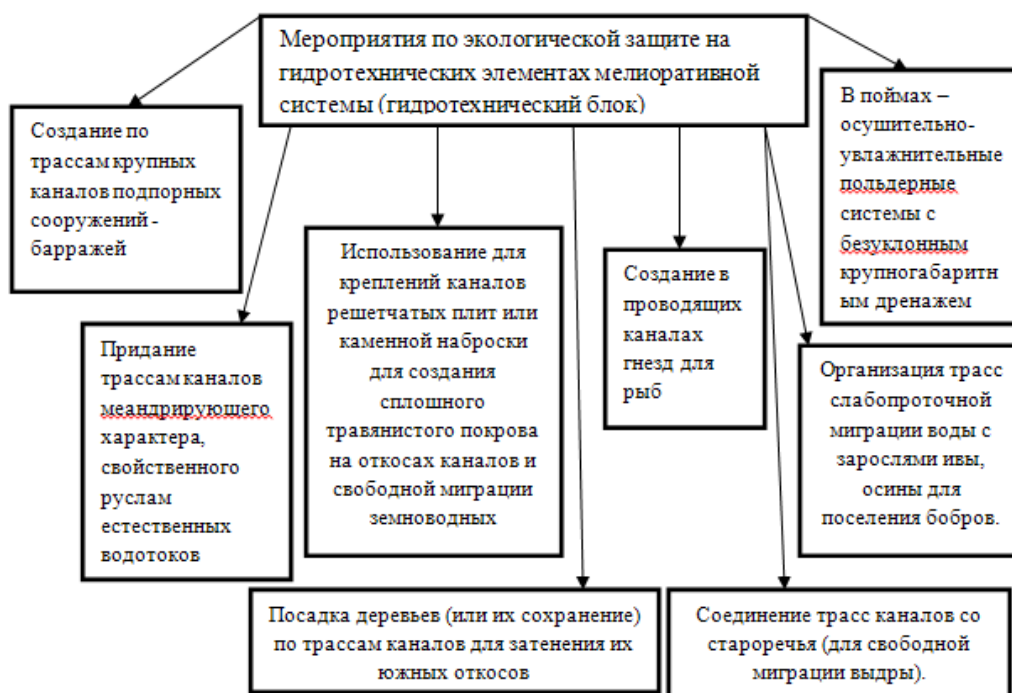 Мероприятия по экологической защите на
гидротехнических элементах мелиоративной
системы (гидротехнический блок)
Создание по
трассам крупных
каналов подпорных
сооружений -
барражей
Придание
трассам каналов
меандрирующего
характера,
свойственного
руслам
естественных
водотоков
Использование для
креплений каналов
решетчатых плит или
каменной наброски
для создания
сплошного
травянистого покрова
на откосах каналов и
свободной миграции
земноводных
Посадка деревьев (или их сохранение)
по трассам каналов для затенения их
южных откосов
Создание в
проводящих
каналах
гнезд для
рыб
Соединение трасс каналов со
староречья (для свободной
миграции выдры).
Организация трасс
слабопроточной
миграции воды с
зарослями ивы,
осины для
поселения бобров.
В поймах –
осушительно-
увлажнительные
польдерные
системы с
безуклонным
крупногабаритн
ым дренажем